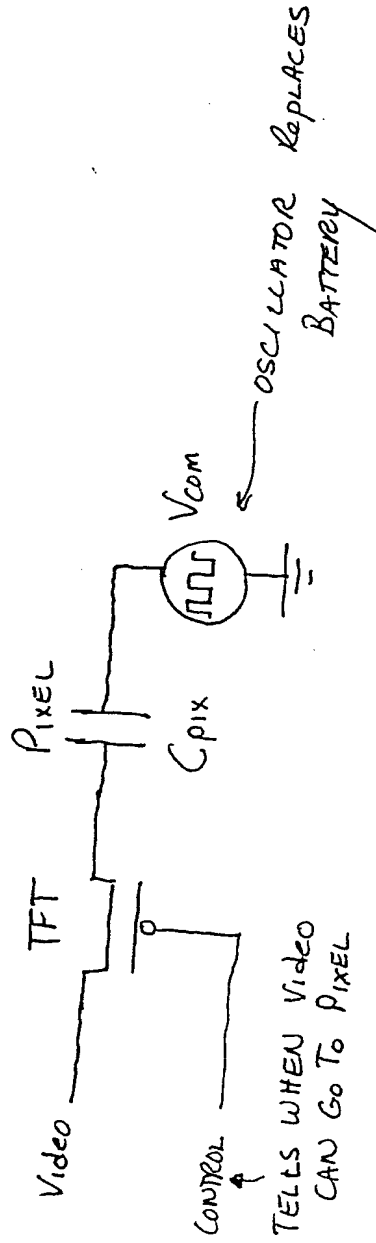 Video
TFT
PIXEL
Cpix
VCOM
CONTROL
TELLS WHEN Video
CAN GO TO PIXEL
OSCILLATOR REPLACES
BATTERY